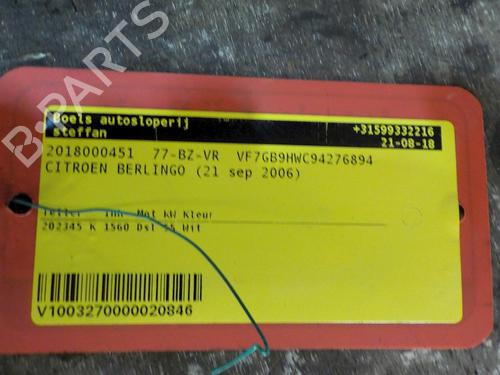 Boels autosloperij +31599332216
steffan 21-08-18
2018000451 77-BZ-VR VF7GB9HWC94276894
CITROEN BERLINGO (21 sep 2006)
Teller Inh Mot kW Kleur
202345 K 1560 Dsl 55 Wit
V1003270000020846
B-PARTS